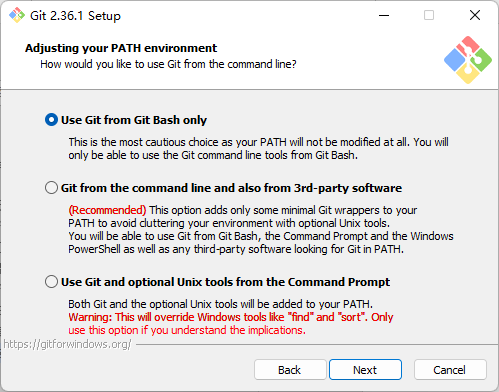 Git 2.36.1 Setup
Adjusting your PATH environment
How would you like to use Git from the command line?
Use Git from Git Bash only
This is the most cautious choice as your PATH will not be modified at all. You will
only be able to use the Git command line tools from Git Bash.
Git from the command line and also from 3rd-party software
(Recommended) This option adds only some minimal Git wrappers to your
PATH to avoid cluttering your environment with optional Unix tools.
You will be able to use Git from Git Bash, the Command Prompt and the Windows
PowerShell as well as any third-party software looking for Git in PATH.
Use Git and optional Unix tools from the Command Prompt
Both Git and the optional Unix tools will be added to your PATH.
Warning: This will override Windows tools like "find" and "sort". Only
use this option if you understand the implications.
https://gitforwindows.org/
Back Next Cancel